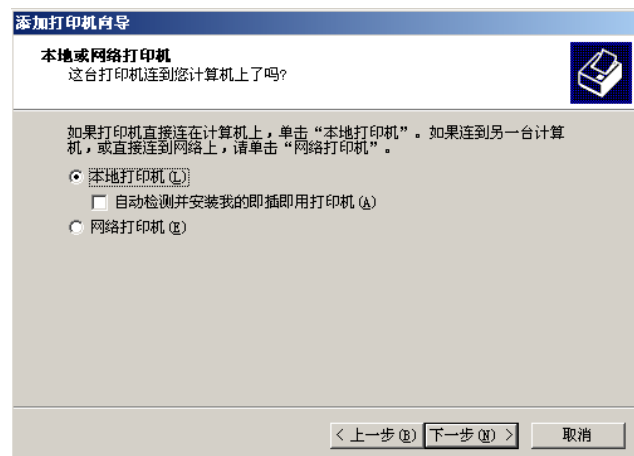 添加打印机向导
本地或网络打印机
这台打印机连到您计算机上了吗?
如果打印机直接连在计算机上，单击“本地打印机”。如果连到另一台计算
机，或直接连到网络上，请单击“网络打印机”。
本地打印机(L)
自动检测并安装我的即插即用打印机(A)
网络打印机(E)
< 上一步(B) 下一步(N) > 取消